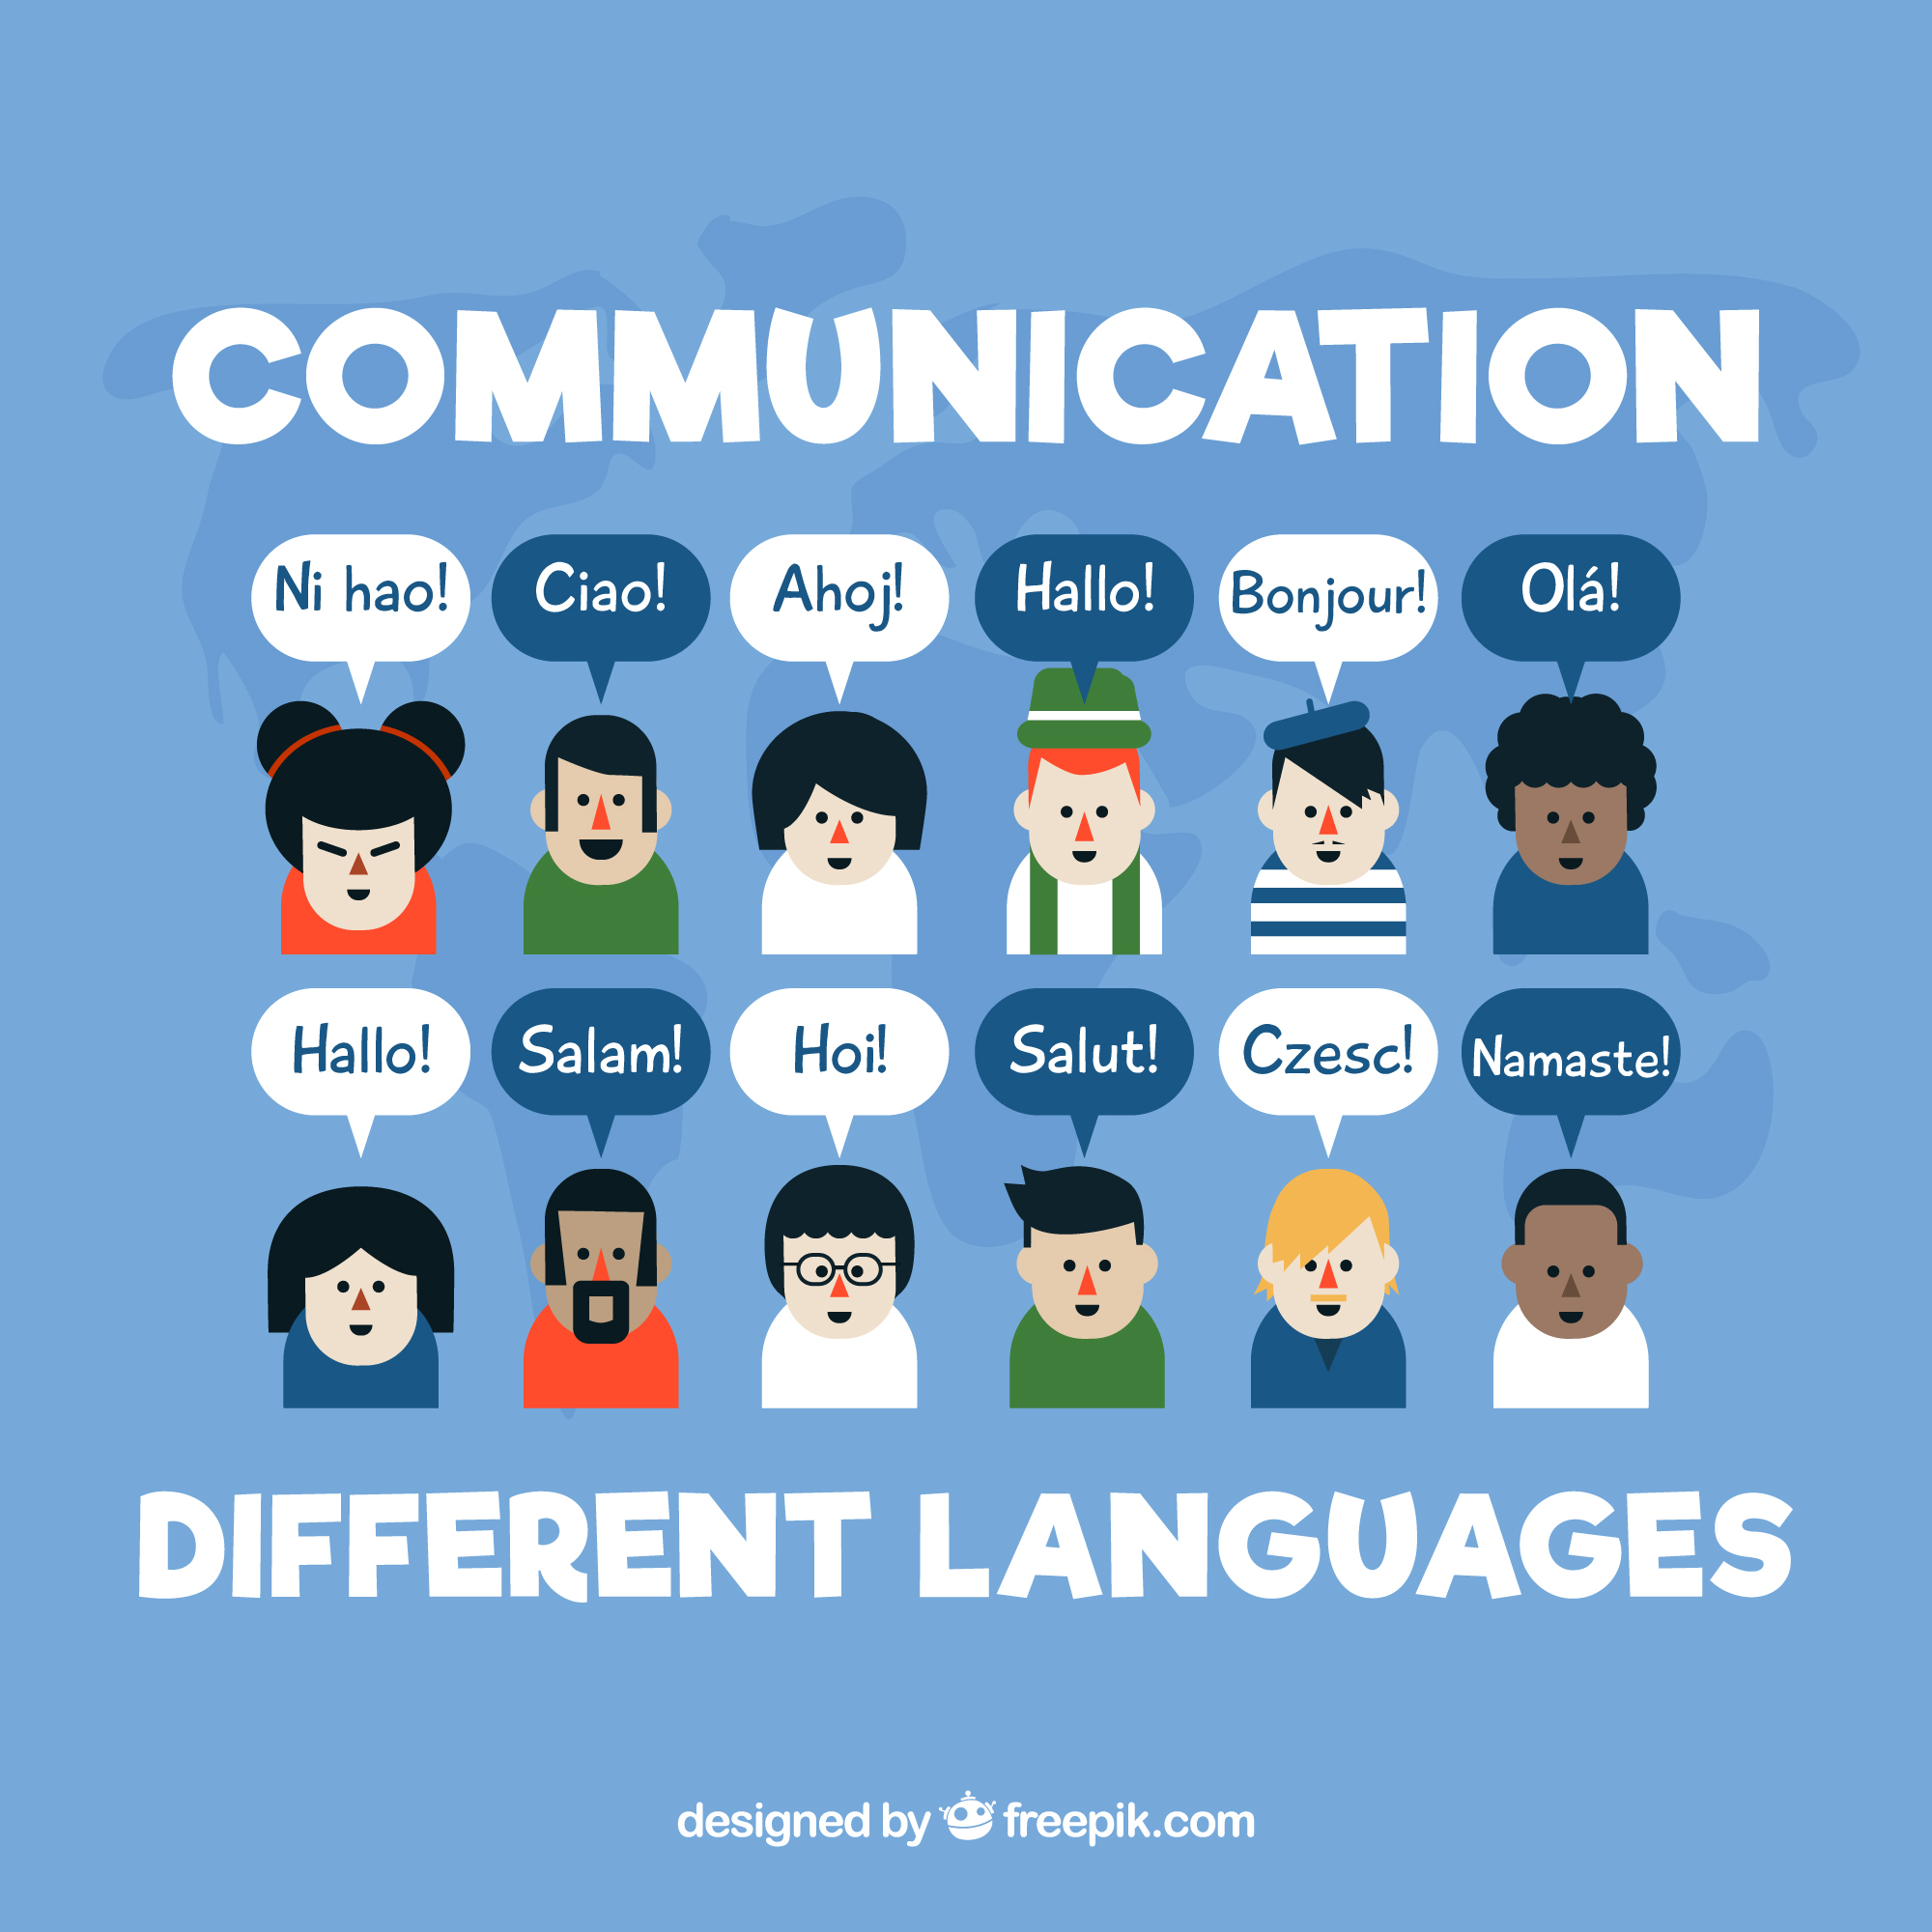 COMMUNICATION
Ni hao!
Ciao!
Ahoj!
Hallo!
Bonjour!
Olá!
Hallo!
Salam!
Hoi!
Salut!
Czesc!
Namaste!
DIFFERENT LANGUAGES
designed by freepik.com